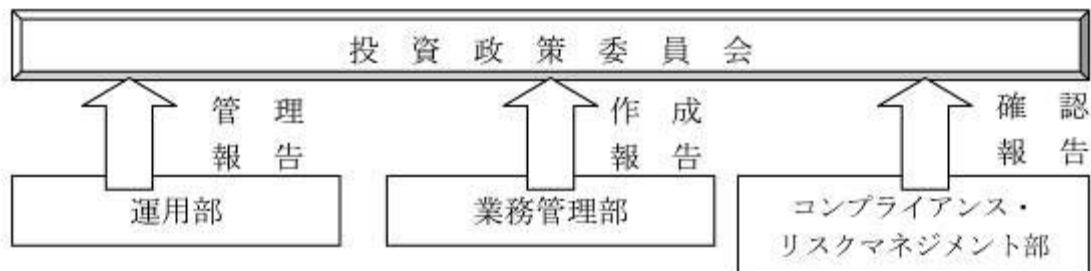 投資政策委員会
管理
報告
作成
報告
確認
報告
運用部
業務管理部
コンプライアンス・
リスクマネジメント部